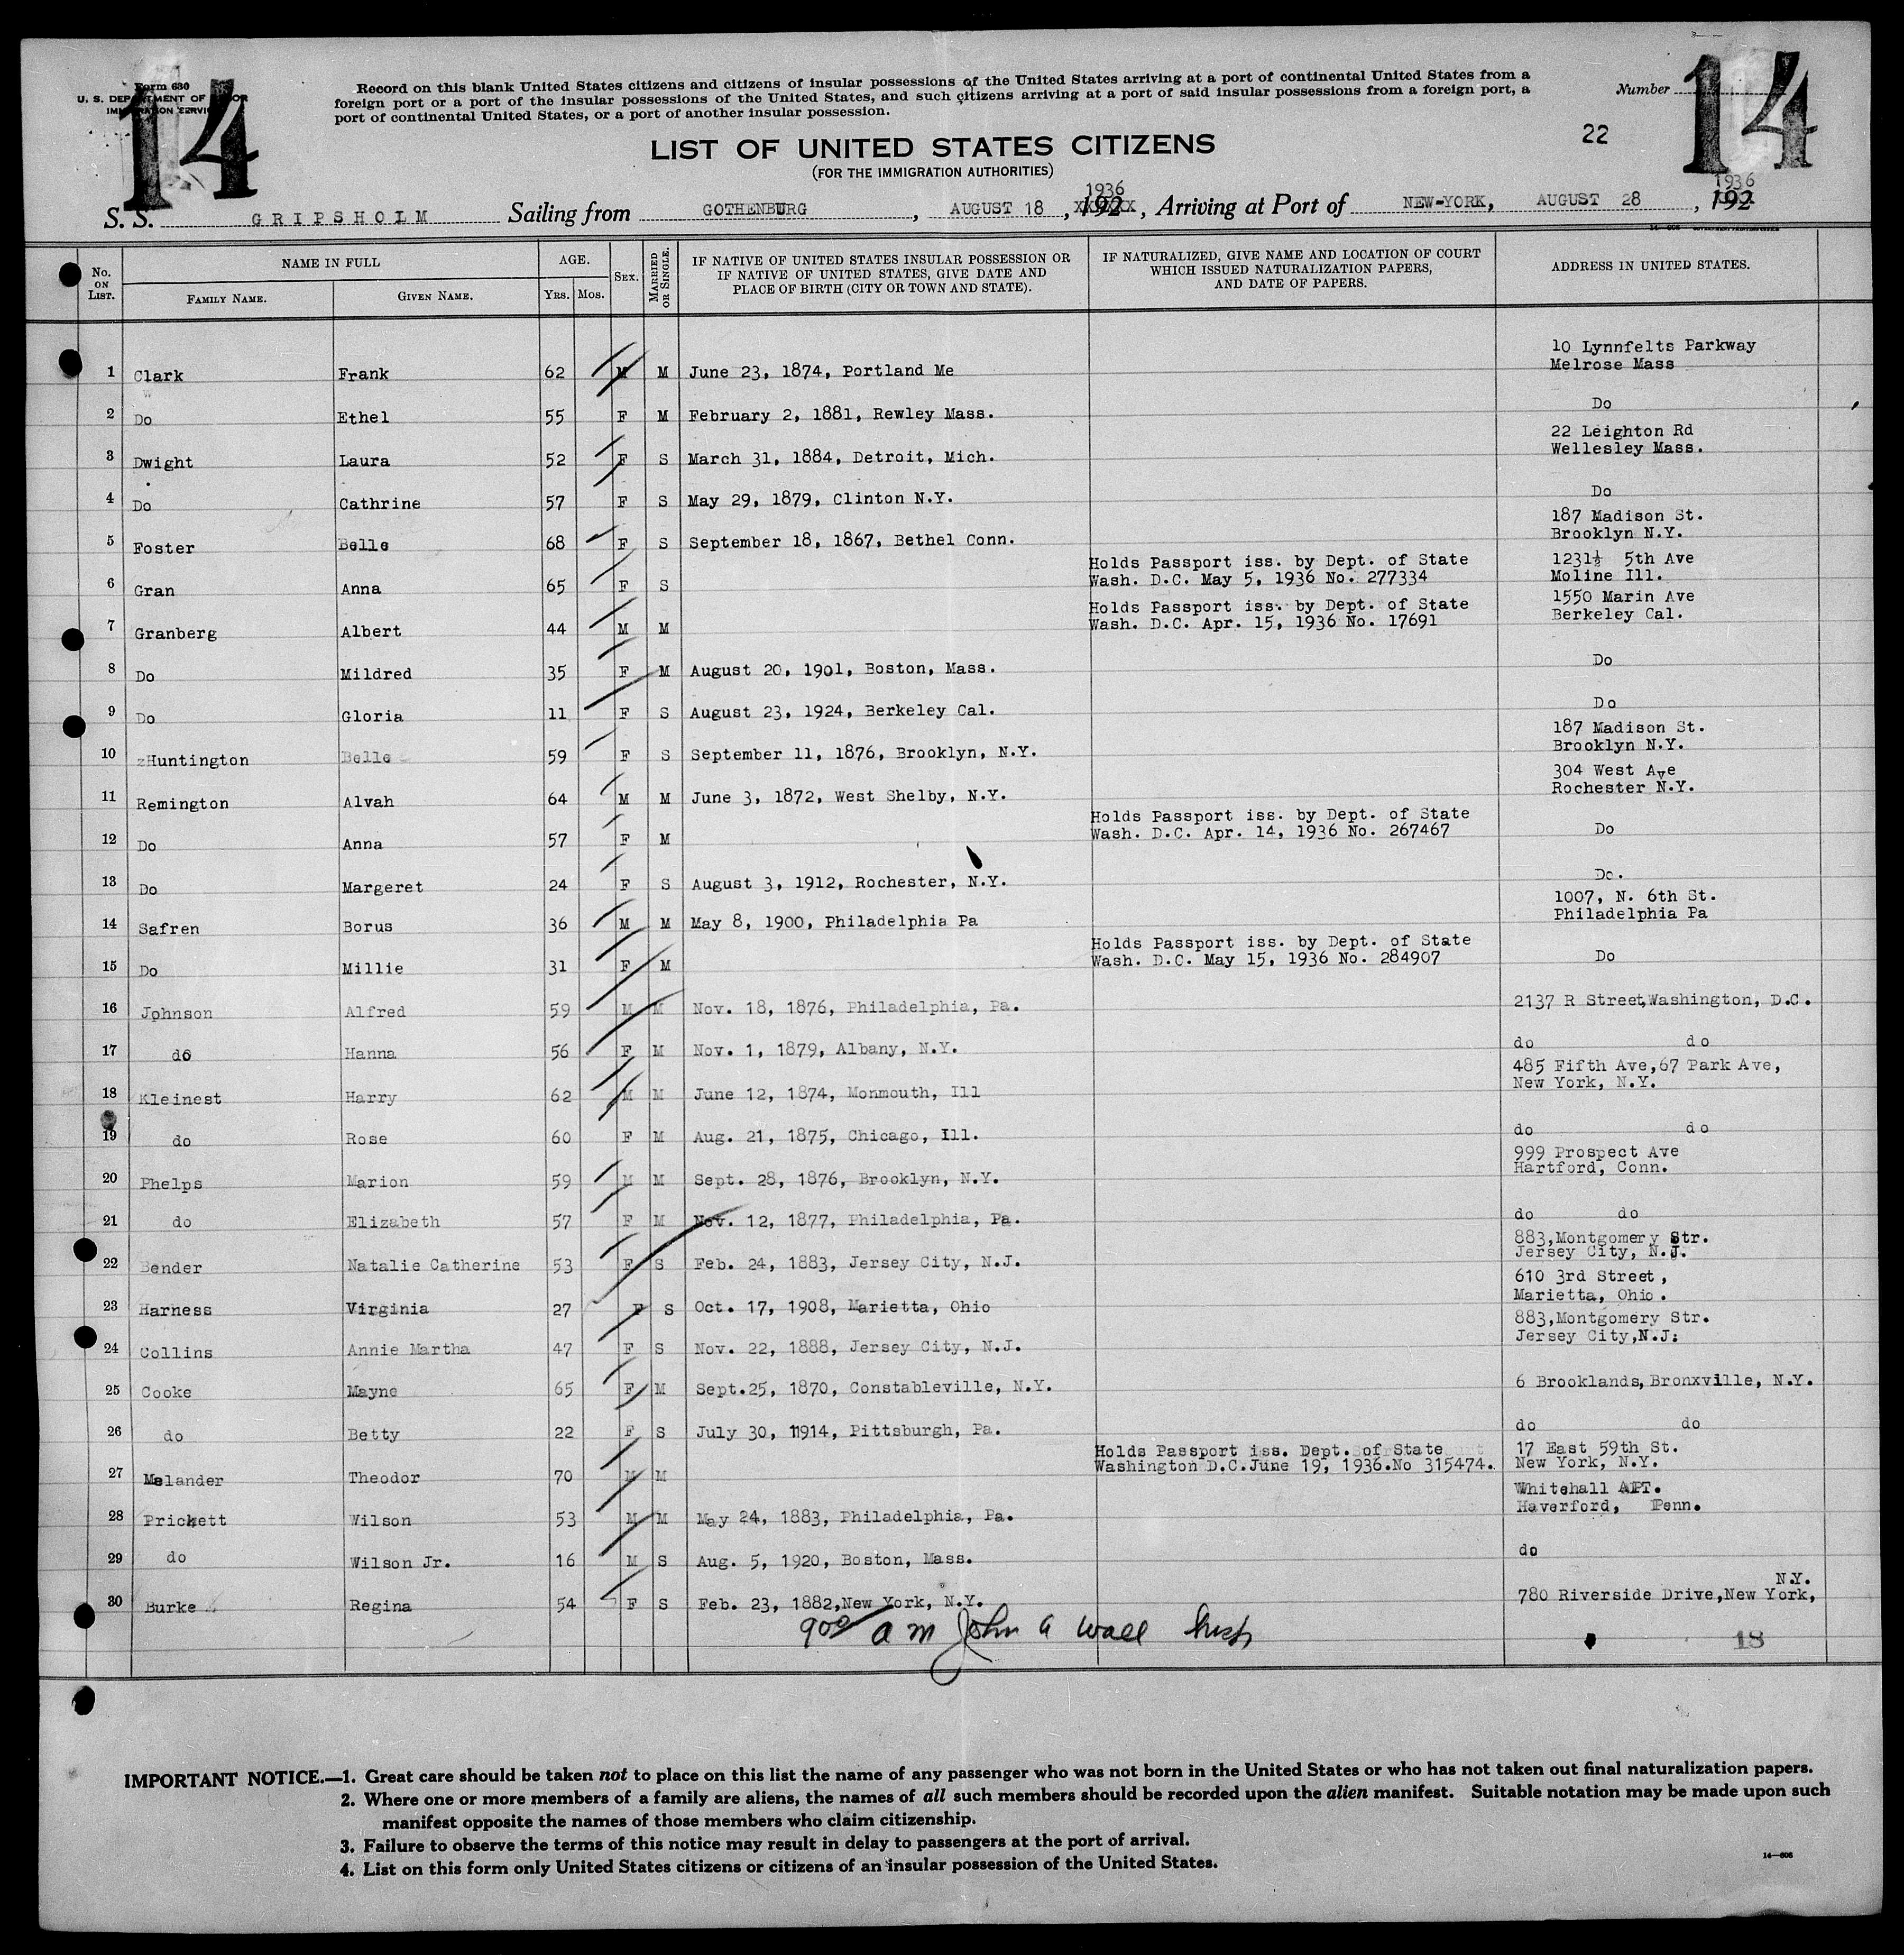 14
Form 630
U. S. DEPARTMENT OF LABOR
IMMIGRATION SERVICE
Record on this blank United States citizens and citizens of insular possessions of the United States arriving at a port of continental United States from a
foreign port or a port of the insular possessions of the United States, and such citizens arriving at a port of said insular possessions from a foreign port, a
port of continental United States, or a port of another insular possession.
Number 14
22
LIST OF UNITED STATES CITIZENS
(FOR THE IMMIGRATION AUTHORITIES)
S. S. GRIPSHOLM Sailing from GOTHENBURG, AUGUST 18, 192 1936, Arriving at Port of NEW-YORK, AUGUST 28, 192 1936
No. ON LIST. NAME IN FULL FAMILY NAME. GIVEN NAME. AGE. YRS. MOS. SEX. MARRIED OR SINGLE.
IF NATIVE OF UNITED STATES INSULAR POSSESSION OR
IF NATIVE OF UNITED STATES, GIVE DATE AND
PLACE OF BIRTH (CITY OR TOWN AND STATE).
IF NATURALIZED, GIVE NAME AND LOCATION OF COURT
WHICH ISSUED NATURALIZATION PAPERS,
AND DATE OF PAPERS.
ADDRESS IN UNITED STATES.
10 Lynnfelts Parkway
1 Clark Frank 62 M M June 23, 1874, Portland Me Melrose Mass
2 Do Ethel 55 F M February 2, 1881, Rewley Mass. Do
22 Leighton Rd
3 Dwight Laura 52 F S March 31, 1884, Detroit, Mich. Wellesley Mass.
4 Do Cathrine 57 F S May 29, 1879, Clinton N.Y. Do
187 Madison St.
5 Foster Belle 68 F S September 18, 1867, Bethel Conn. Brooklyn N.Y.
Holds Passport iss. by Dept. of State 1231½ 5th Ave
6 Gran Anna 65 F S Wash. D.C. May 5, 1936 No. 277334 Moline Ill.
Holds Passport iss. by Dept. of State 1550 Marin Ave
7 Granberg Albert 44 M M Wash. D.C. Apr. 15, 1936 No. 17691 Berkeley Cal.
8 Do Mildred 35 F M August 20, 1901, Boston, Mass. Do
9 Do Gloria 11 F S August 23, 1924, Berkeley Cal. Do
187 Madison St.
10 zHuntington Belle 59 F S September 11, 1876, Brooklyn, N.Y. Brooklyn N.Y.
304 West Ave
11 Remington Alvah 64 M M June 3, 1872, West Shelby, N.Y. Rochester N.Y.
Holds Passport iss. by Dept. of State
12 Do Anna 57 F M Wash. D.C. Apr. 14, 1936 No. 267467 Do
13 Do Margeret 24 F S August 3, 1912, Rochester, N.Y. Do.
1007, N. 6th St.
14 Safren Borus 36 M M May 8, 1900, Philadelphia Pa Philadelphia Pa
Holds Passport iss. by Dept. of State
15 Do Millie 31 F M Wash. D.C. May 15, 1936 No. 284907 Do
16 Johnson Alfred 59 M M Nov. 18, 1876, Philadelphia, Pa. 2137 R Street,Washington, D.C.
17 do Hanna 56 F M Nov. 1, 1879, Albany, N.Y. do do
485 Fifth Ave,67 Park Ave,
18 Kleinest Harry 62 M M June 12, 1874, Monmouth, Ill New York, N.Y.
19 do Rose 60 F M Aug. 21, 1875, Chicago, Ill. do do
999 Prospect Ave
20 Phelps Marion 59 M M Sept. 28, 1876, Brooklyn, N.Y. Hartford, Conn.
21 do Elizabeth 57 F M Nov. 12, 1877, Philadelphia, Pa. do do
883,Montgomery Str.
22 Bender Natalie Catherine 53 F S Feb. 24, 1883, Jersey City, N.J. Jersey City, N.J.
610 3rd Street,
23 Harness Virginia 27 F S Oct. 17, 1908, Marietta, Ohio Marietta, Ohio.
883,Montgomery Str.
24 Collins Annie Martha 47 F S Nov. 22, 1888, Jersey City, N.J. Jersey City,N.J:
25 Cooke Mayne 65 F M Sept.25, 1870, Constableville, N.Y. 6 Brooklands, Bronxville, N.Y.
26 do Betty 22 F S July 30, 11914, Pittsburgh, Pa. do do
Holds Passport iss. Dept. of State 17 East 59th St.
27 Melander Theodor 70 M M Washington D.C.June 19, 1936.No 315474. New York, N.Y.
Whitehall APT.
28 Prickett Wilson 53 M M May 24, 1883, Philadelphia, Pa. Haverford, Penn.
29 do Wilson Jr. 16 M S Aug. 5, 1920, Boston, Mass. do
N.Y.
30 Burke Regina 54 F S Feb. 23, 1882,New York, N.Y. 780 Riverside Drive,New York,
900 a m John A Wall Insp
18
IMPORTANT NOTICE.—1. Great care should be taken not to place on this list the name of any passenger who was not born in the United States or who has not taken out final naturalization papers.
2. Where one or more members of a family are aliens, the names of all such members should be recorded upon the alien manifest. Suitable notation may be made upon such
manifest opposite the names of those members who claim citizenship.
3. Failure to observe the terms of this notice may result in delay to passengers at the port of arrival.
4. List on this form only United States citizens or citizens of an insular possession of the United States.
14—606